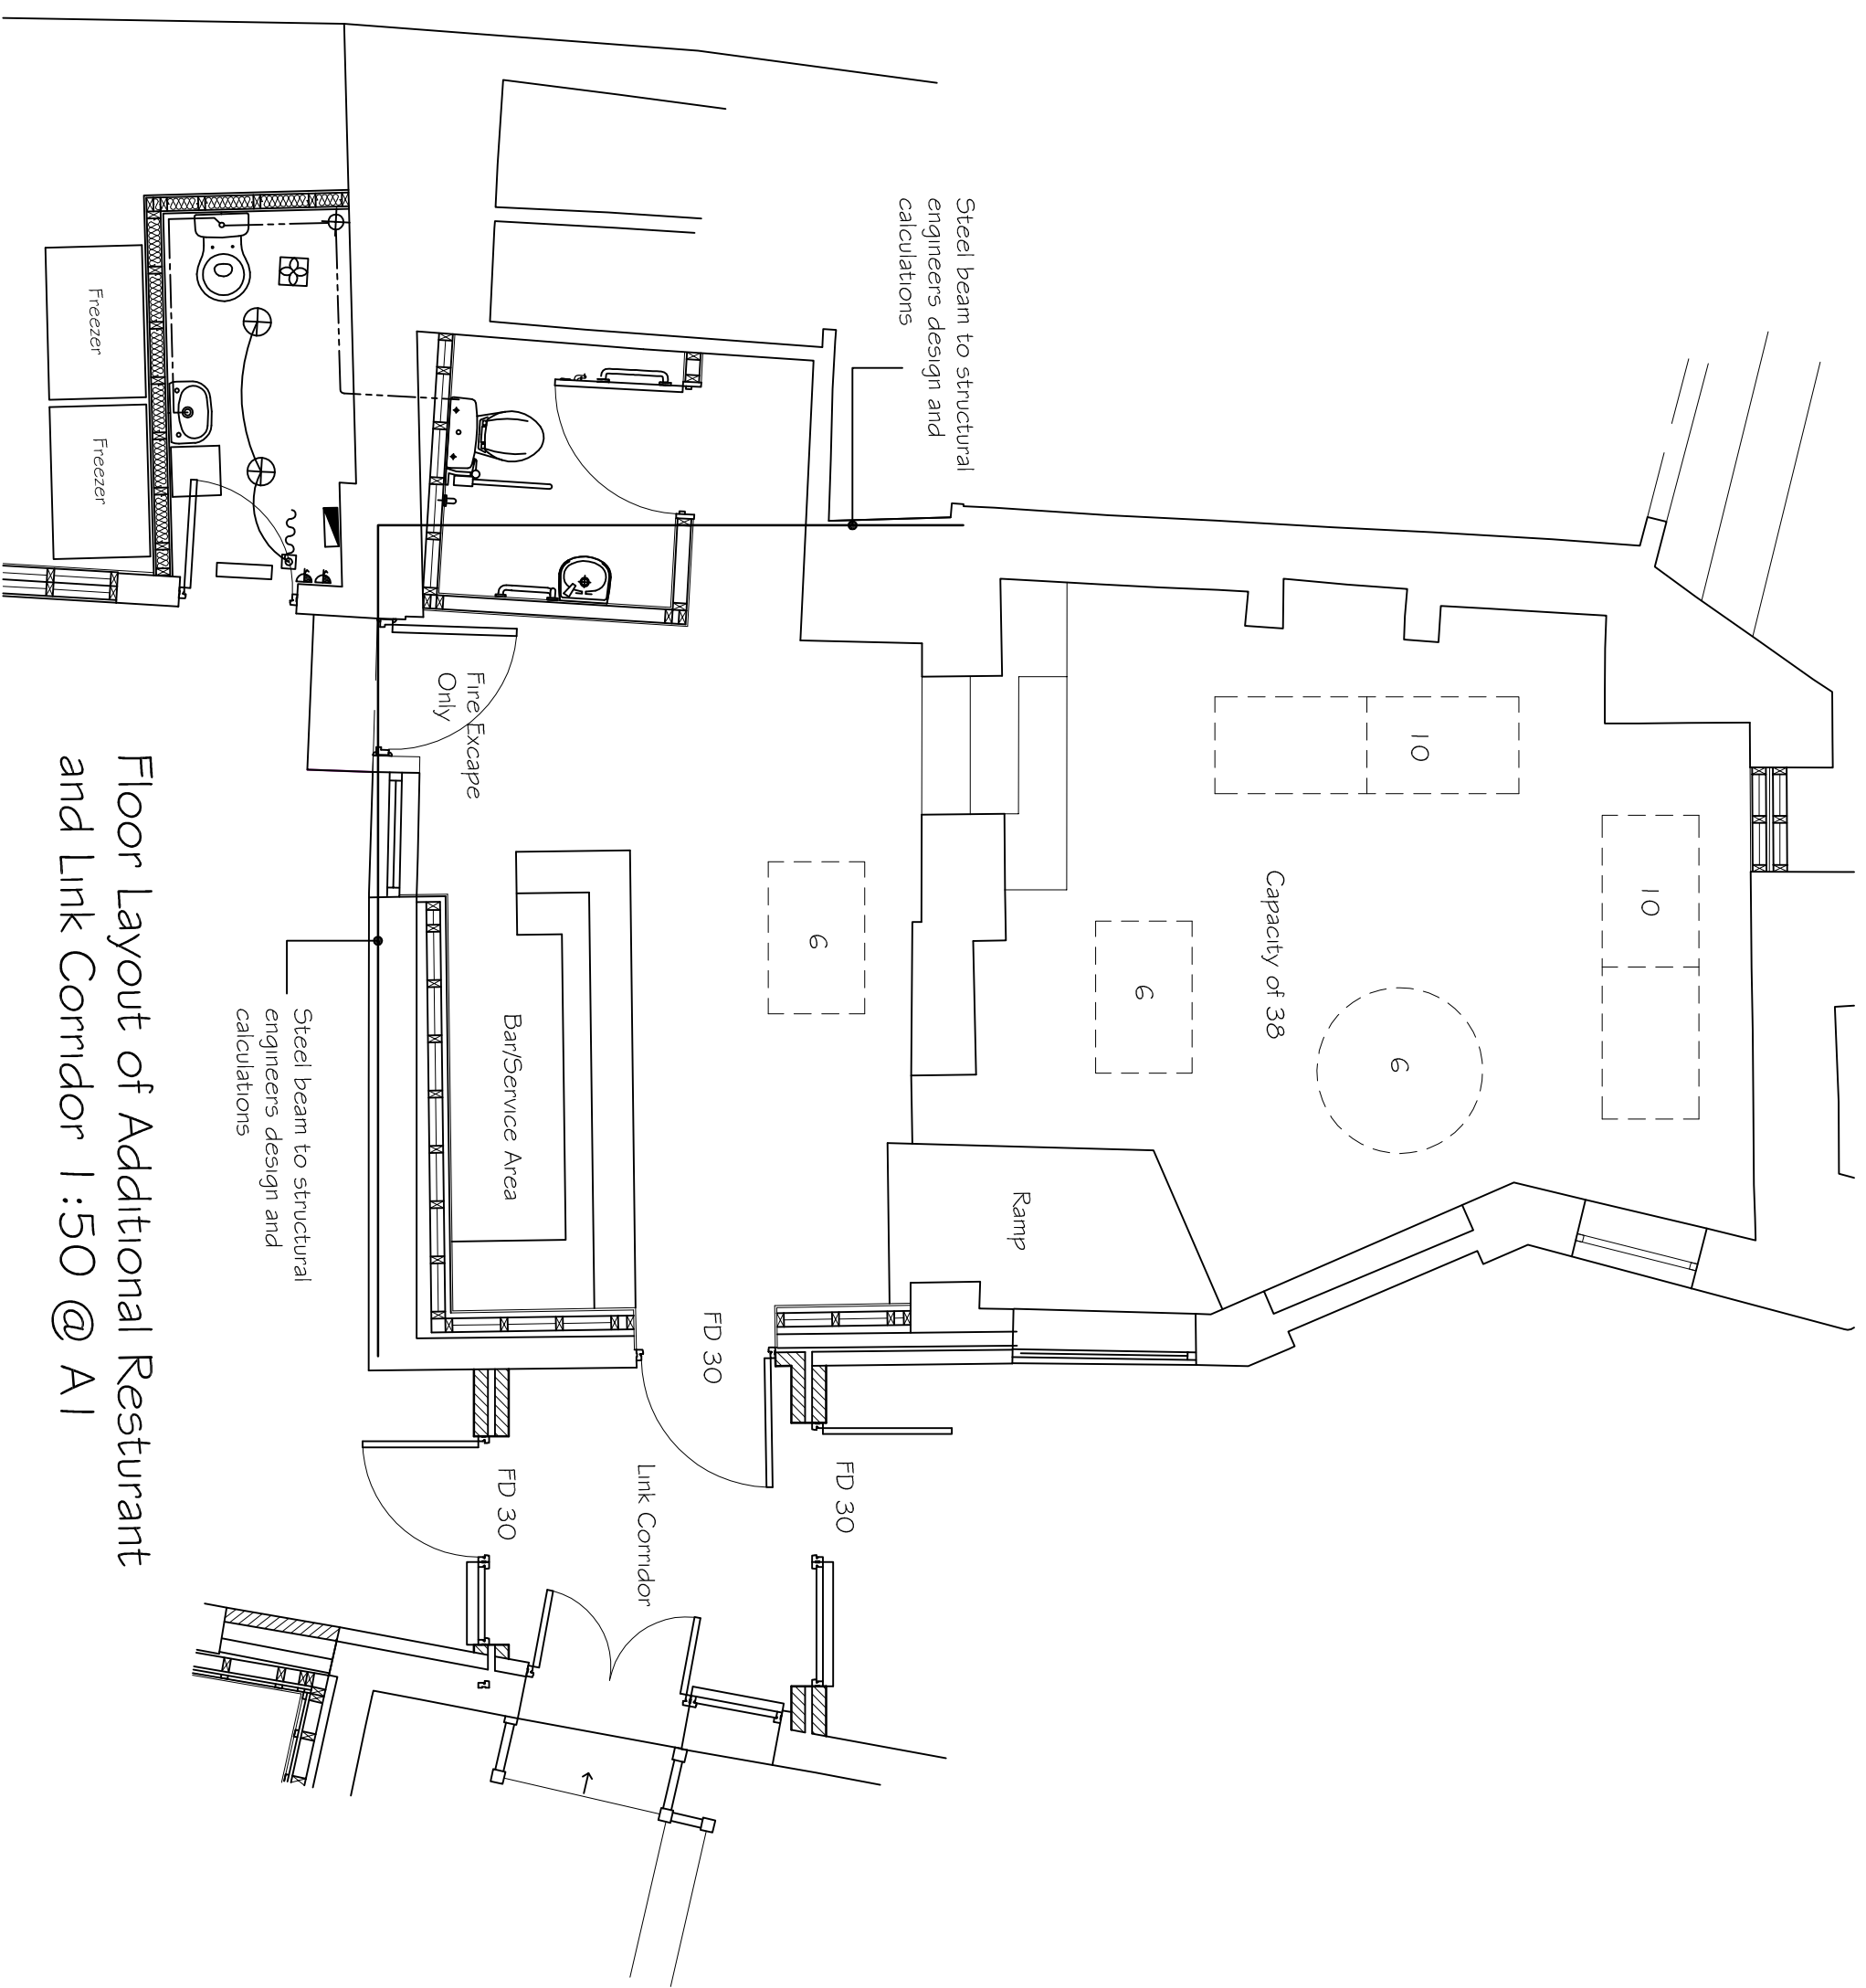 Steel beam to structural
engineers design and
calculations
10
10
Capacity of 38
6
6
6
Freezer
Freezer
Fire Excape
Only
Ramp
Bar/Service Area
Steel beam to structural
engineers design and
calculations
FD 30
FD 30
FD 30
Link Corridor
Floor Layout of Additional Resturant
and Link Corridor 1:50 @ A1